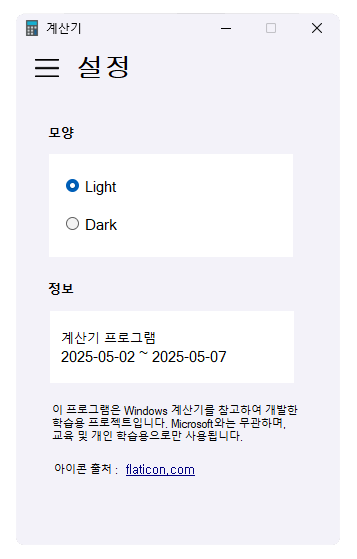 계산기
설정
모양
Light
Dark
정보
계산기 프로그램
2025-05-02 ~ 2025-05-07
이 프로그램은 Windows 계산기를 참고하여 개발한
학습용 프로젝트입니다. Microsoft와는 무관하며,
교육 및 개인 학습용으로만 사용됩니다.
아이콘 출처 : flaticon.com